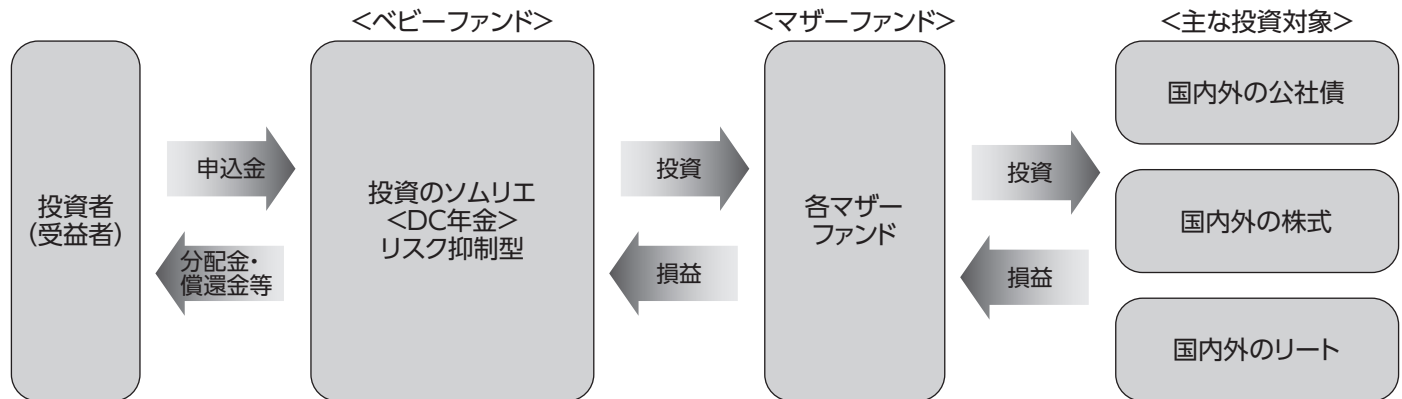 <ベビーファンド>
<マザーファンド>
<主な投資対象>
投資者
(受益者)
申込金
分配金・
償還金等
投資のソムリエ
<DC年金>
リスク抑制型
投資
損益
各マザー
ファンド
投資
損益
国内外の公社債
国内外の株式
国内外のリート